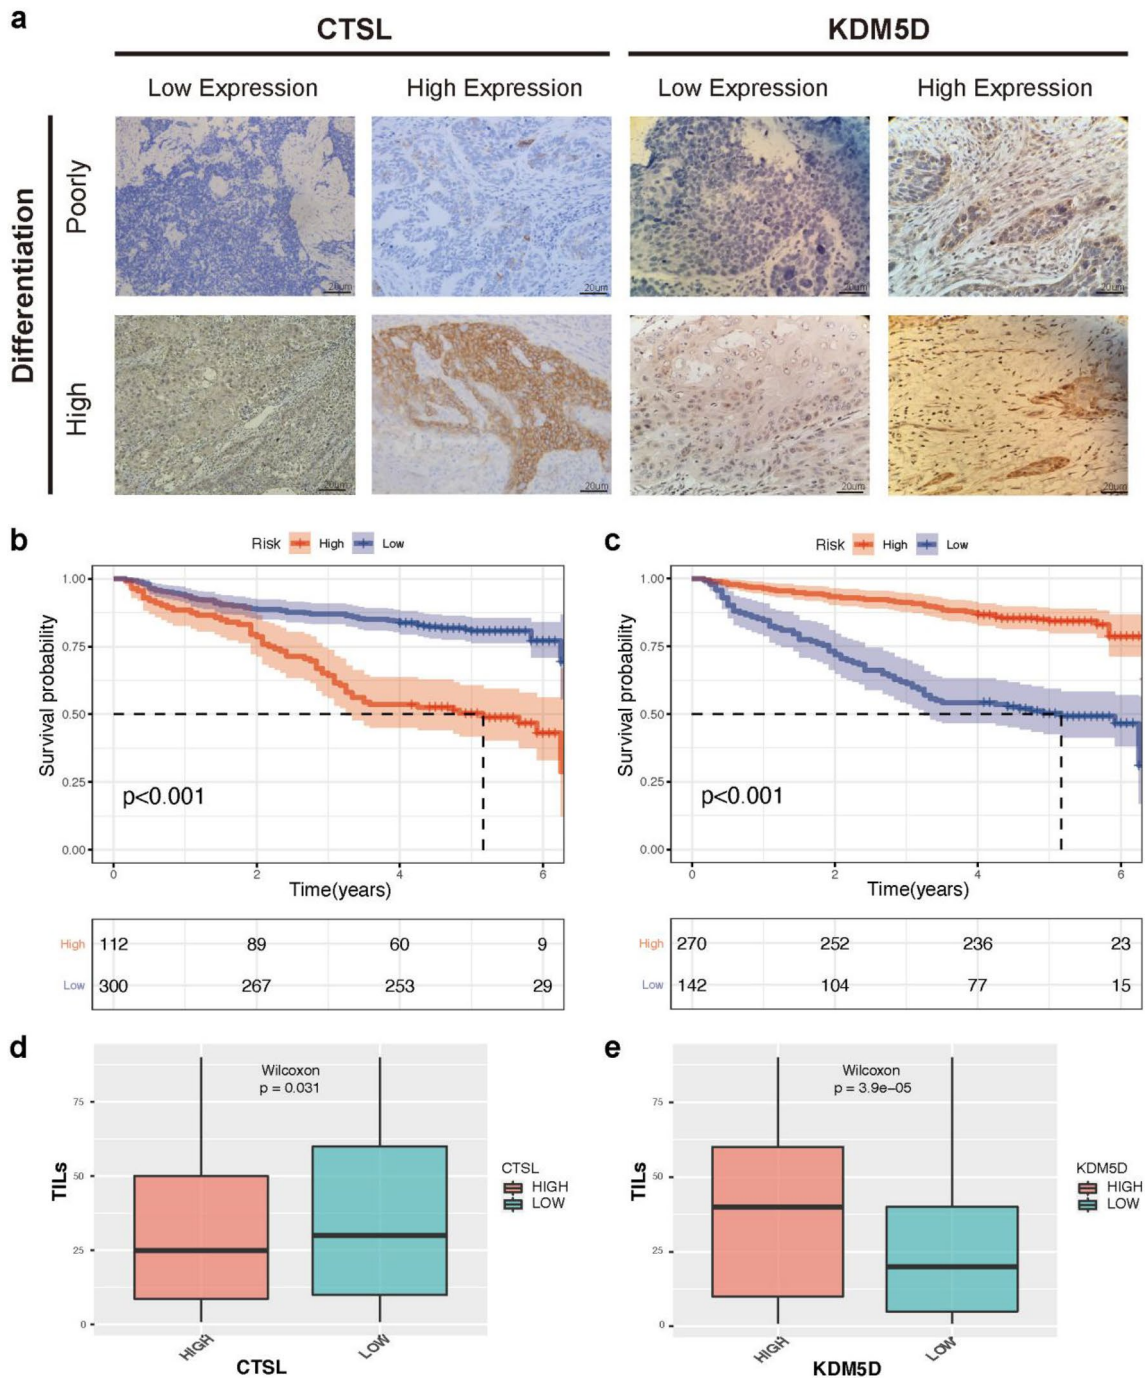 a
CTSL
KDM5D
Low Expression
High Expression
Low Expression
High Expression
Differentiation
Poorly
High
20um
20um
20um
20um
20um
20um
20um
20um
b
Risk High Low
Survival probability
1.00
0.75
0.50
0.25
0.00
p<0.001
0 2 4 6
Time(years)
High 112 89 60 9
Low 300 267 253 29
c
Risk High Low
Survival probability
1.00
0.75
0.50
0.25
0.00
p<0.001
0 2 4 6
Time(years)
High 270 252 236 23
Low 142 104 77 15
d
Wilcoxon
p = 0.031
TILs
75
50
25
0
HIGH
LOW
CTSL
CTSL
HIGH
LOW
e
Wilcoxon
p = 3.9e−05
TILs
75
50
25
0
HIGH
LOW
KDM5D
KDM5D
HIGH
LOW